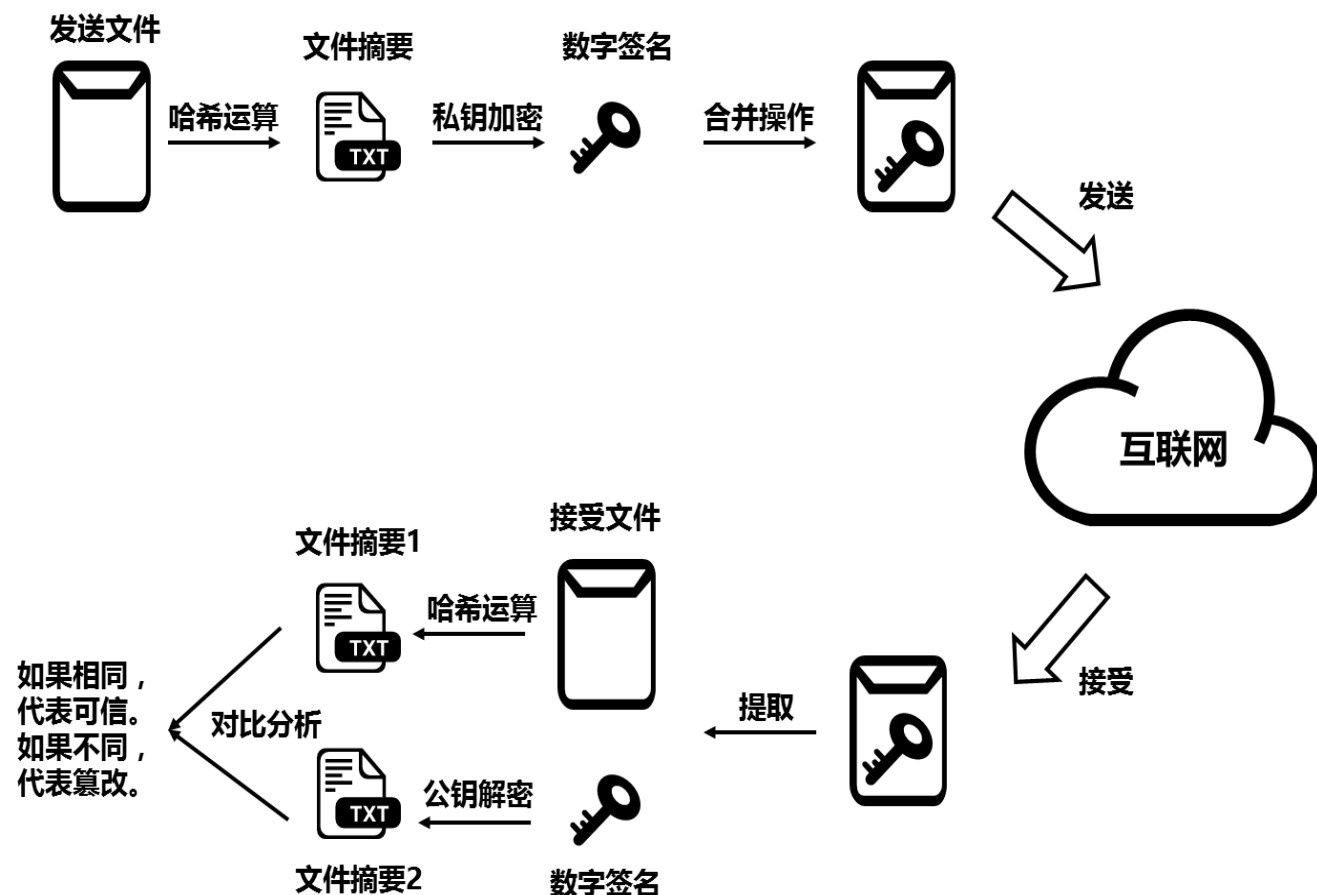 发送文件
文件摘要
数字签名
哈希运算
TXT
私钥加密
合并操作
发送
互联网
接受
接受文件
文件摘要1
哈希运算
TXT
提取
如果相同，
代表可信。
如果不同，
代表篡改。
对比分析
TXT
公钥解密
文件摘要2
数字签名